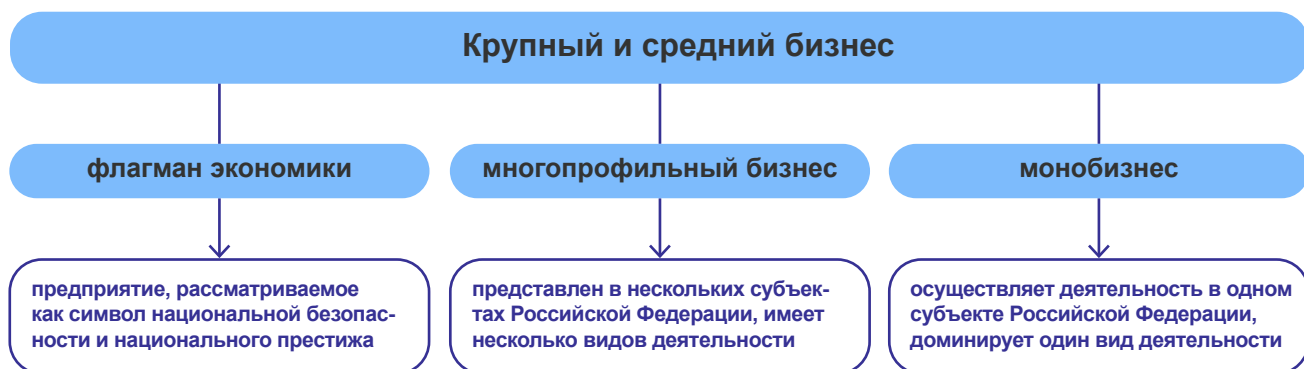 Крупный и средний бизнес
флагман экономики
многопрофильный бизнес
монобизнес
предприятие, рассматриваемое
как символ национальной безопас-
ности и национального престижа
представлен в нескольких субъек-
тах Российской Федерации, имеет
несколько видов деятельности
осуществляет деятельность в одном
субъекте Российской Федерации,
доминирует один вид деятельности